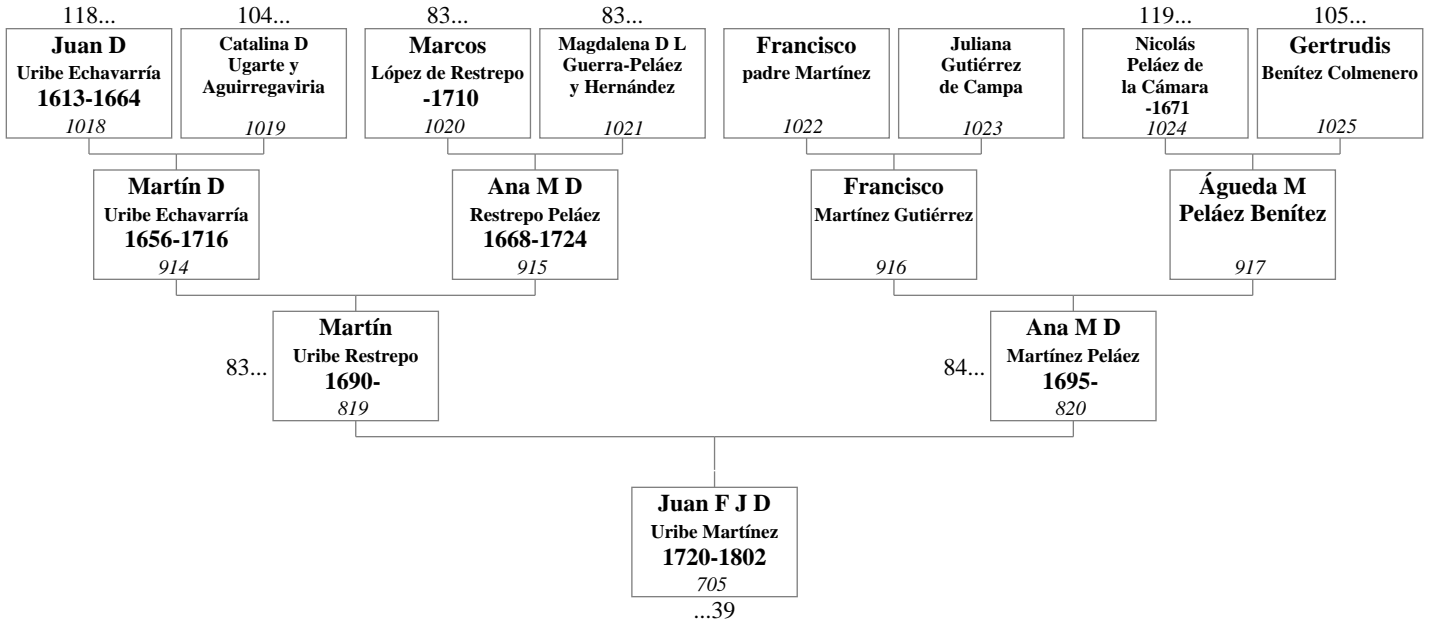 118...
104...
83...
83...
119...
105...
Juan D
Uribe Echavarría
1613-1664
1018
Catalina D
Ugarte y
Aguirregaviria
1019
Marcos
López de Restrepo
-1710
1020
Magdalena D L
Guerra-Peláez
y Hernández
1021
Francisco
padre Martínez
1022
Juliana
Gutiérrez
de Campa
1023
Nicolás
Peláez de
la Cámara
-1671
1024
Gertrudis
Benítez Colmenero
1025
Martín D
Uribe Echavarría
1656-1716
914
Ana M D
Restrepo Peláez
1668-1724
915
Francisco
Martínez Gutiérrez
916
Águeda M
Peláez Benítez
917
83...
Martín
Uribe Restrepo
1690-
819
84...
Ana M D
Martínez Peláez
1695-
820
Juan F J D
Uribe Martínez
1720-1802
705
...39